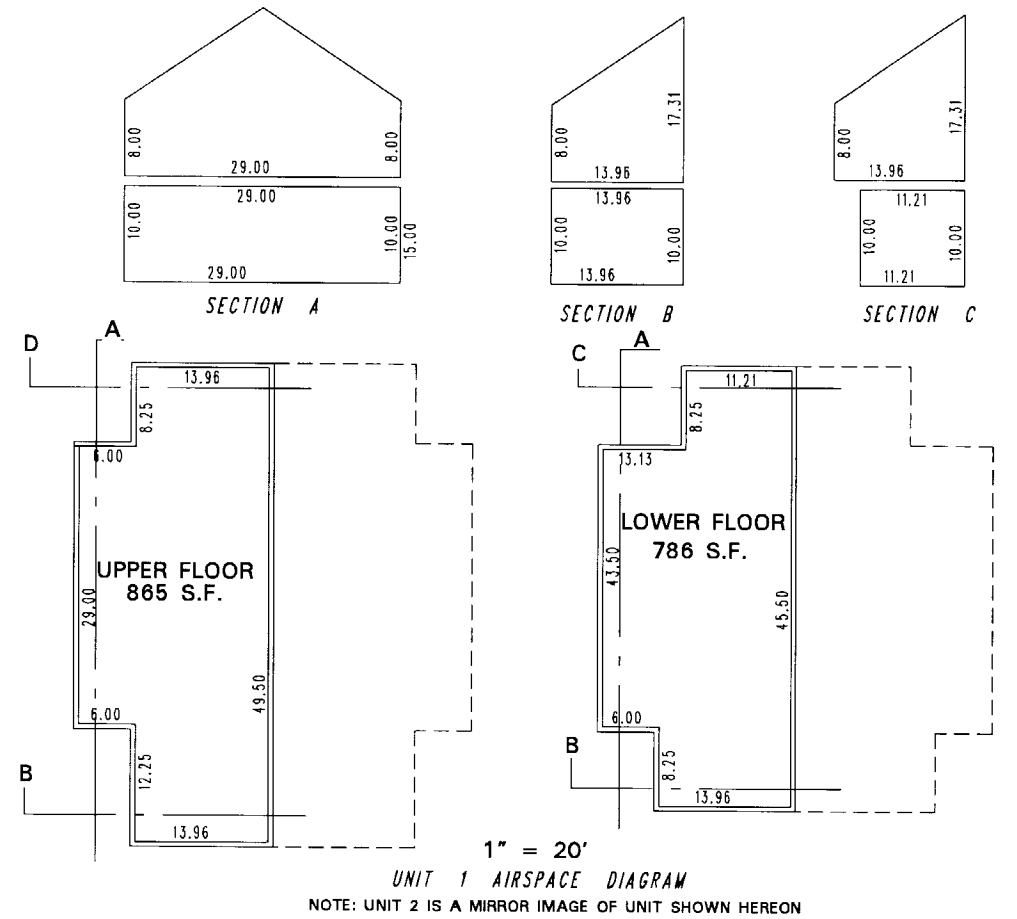 8.00
8.00
29.00
29.00
10.00
10.00
15.00
29.00
SECTION A
8.00
17.31
13.96
13.96
10.00
10.00
13.96
SECTION B
8.00
17.31
13.96
11.21
10.00
10.00
11.21
SECTION C
D
A
13.96
8.25
6.00
UPPER FLOOR
865 S.F.
29.00
49.50
6.00
12.25
B
13.96
C
A
11.21
8.25
13.13
LOWER FLOOR
786 S.F.
43.50
45.50
6.00
8.25
B
13.96
1" = 20'
UNIT 1 AIRSPACE DIAGRAM
NOTE: UNIT 2 IS A MIRROR IMAGE OF UNIT SHOWN HEREON